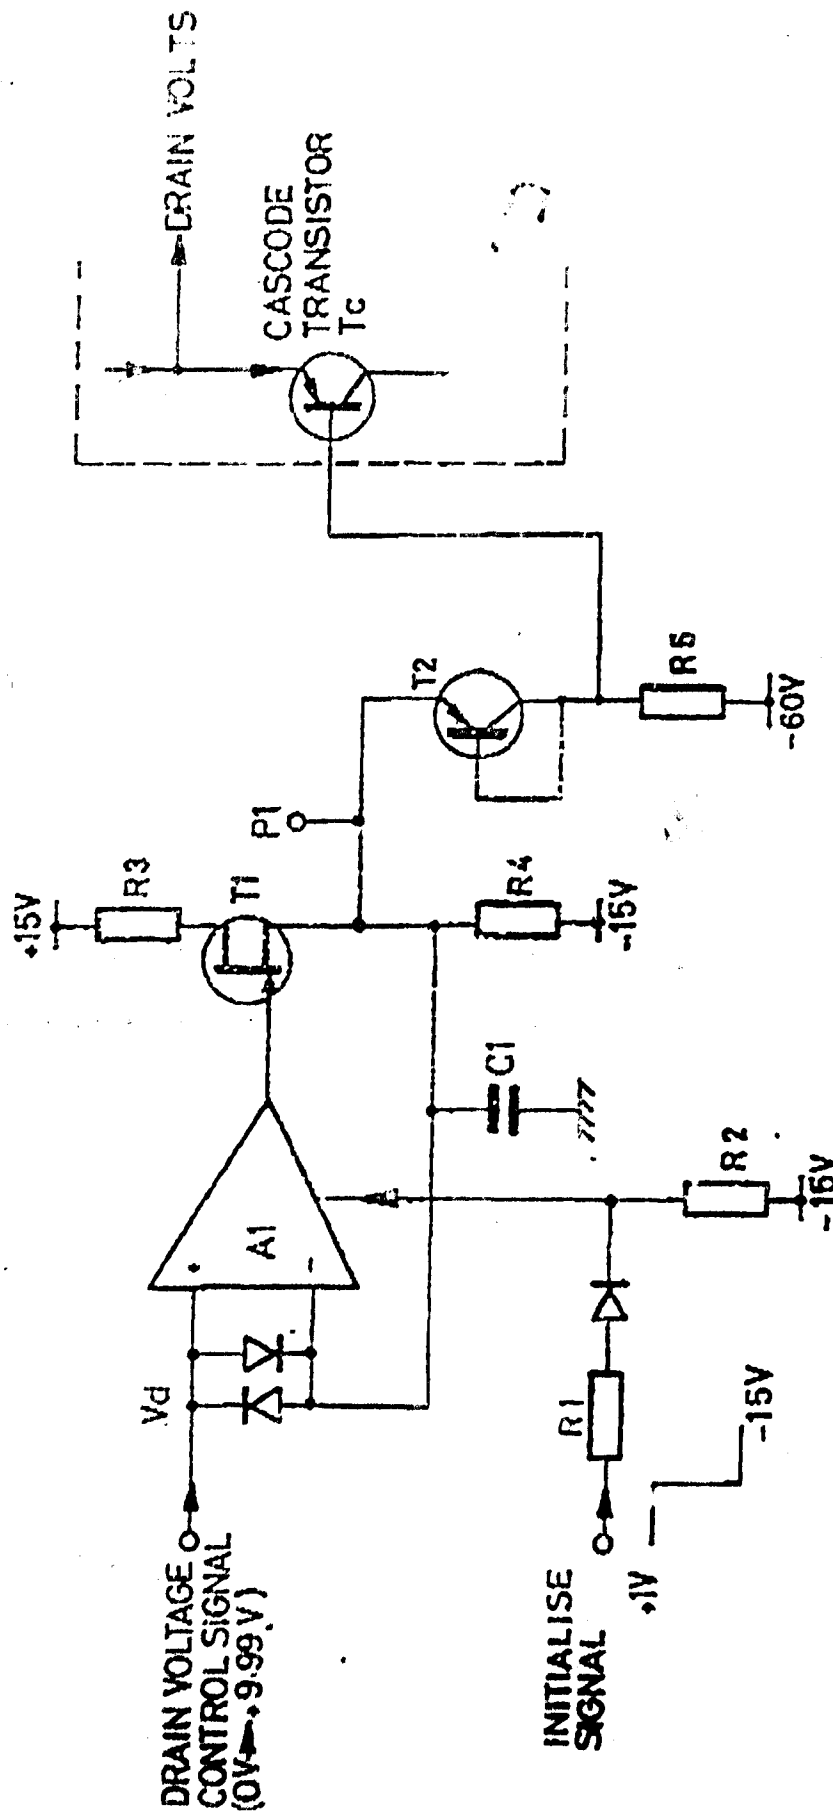 DRAIN VOLTAGE
CONTROL SIGNAL
(0V→+9.99V)
Vd
+
A1
-
INITIALISE
SIGNAL
+1V
-15V
R1
R2
-15V
C1
+15V
R3
T1
P1
R4
-15V
T2
R5
-60V
CASCODE
TRANSISTOR
Tc
DRAIN VOLTS